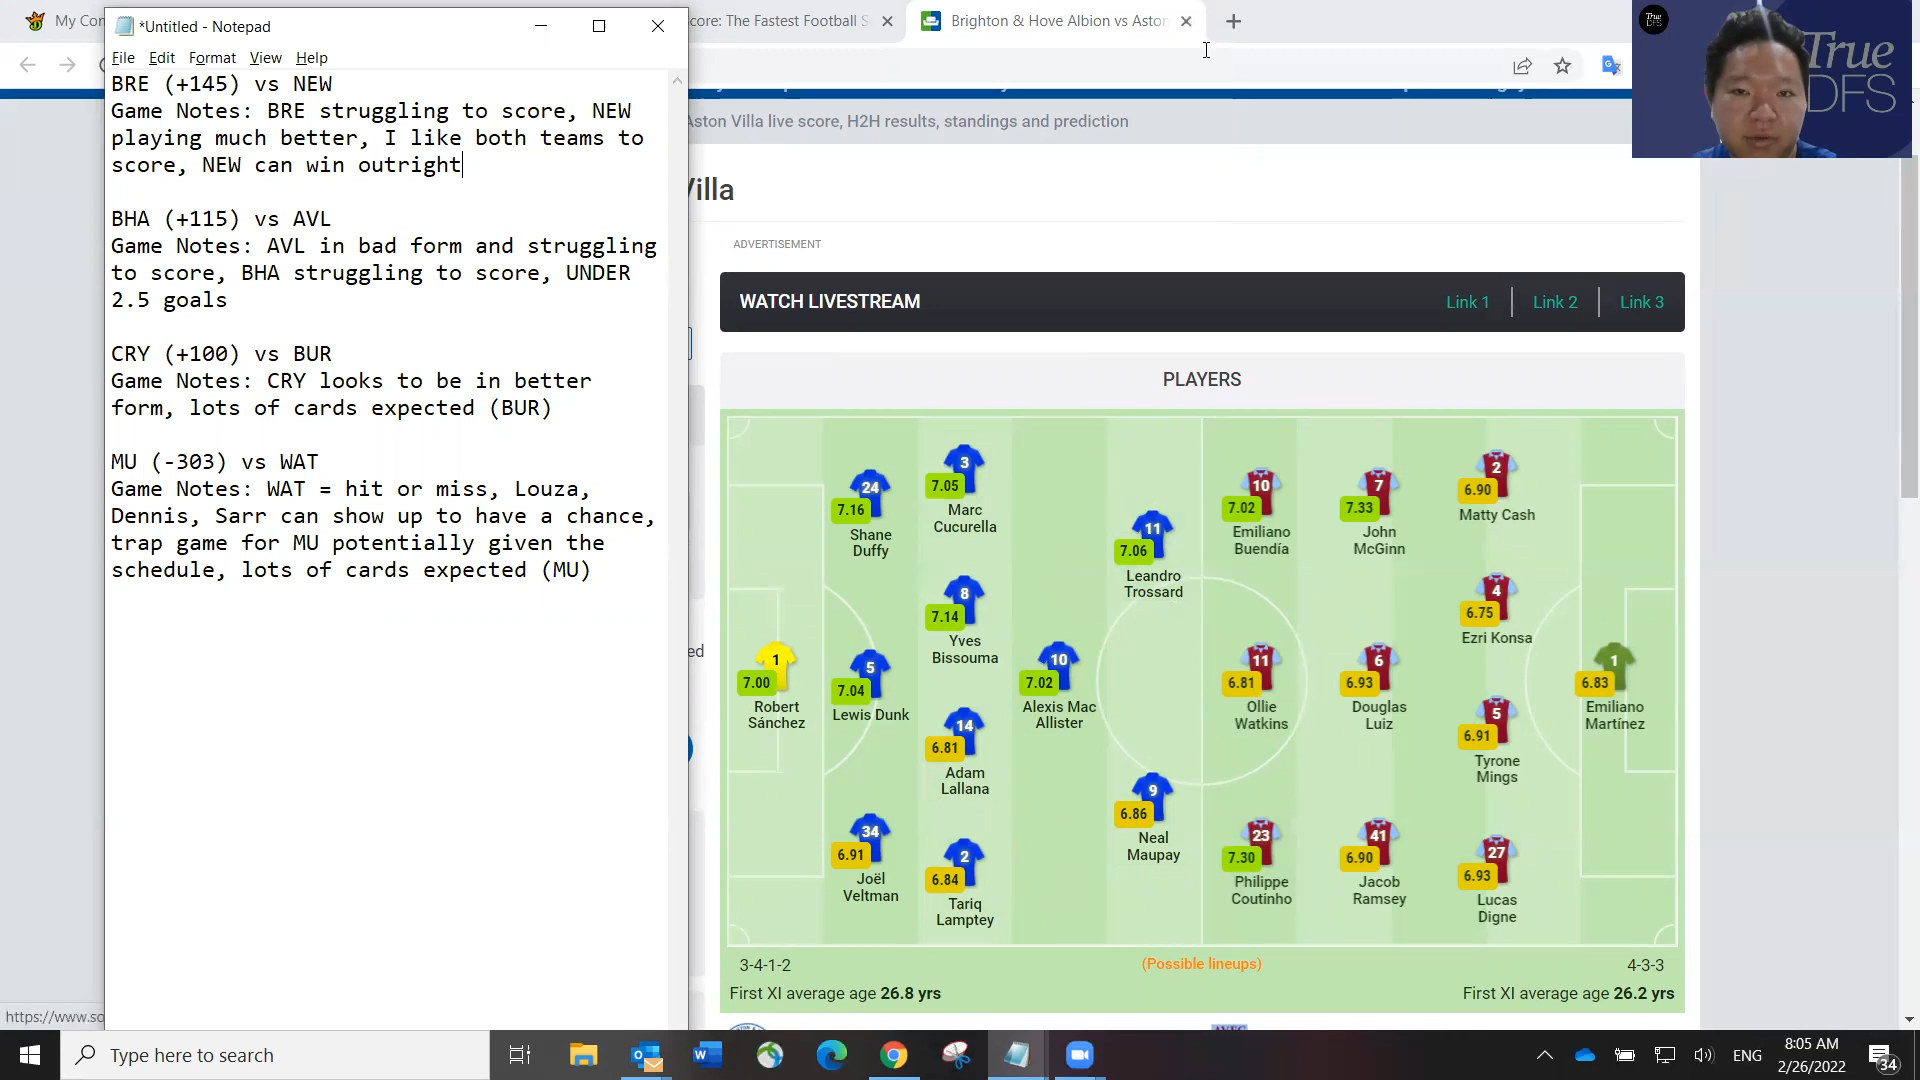 My Con
*Untitled - Notepad
core: The Fastest Football S
Brighton & Hove Albion vs Aston
File Edit Format View Help
BRE (+145) vs NEW
Game Notes: BRE struggling to score, NEW
playing much better, I like both teams to
score, NEW can win outright
BHA (+115) vs AVL
Game Notes: AVL in bad form and struggling
to score, BHA struggling to score, UNDER
2.5 goals
CRY (+100) vs BUR
Game Notes: CRY looks to be in better
form, lots of cards expected (BUR)
MU (-303) vs WAT
Game Notes: WAT = hit or miss, Louza,
Dennis, Sarr can show up to have a chance,
trap game for MU potentially given the
schedule, lots of cards expected (MU)
True
DFS
True
DFS
Aston Villa live score, H2H results, standings and prediction
Villa
ADVERTISEMENT
WATCH LIVESTREAM
Link 1
Link 2
Link 3
PLAYERS
1
7.00
Robert
Sánchez
24
7.16
Shane
Duffy
5
7.04
Lewis Dunk
34
6.91
Joël
Veltman
3
7.05
Marc
Cucurella
8
7.14
Yves
Bissouma
14
6.81
Adam
Lallana
2
6.84
Tariq
Lamptey
10
7.02
Alexis Mac
Allister
11
7.06
Leandro
Trossard
9
6.86
Neal
Maupay
10
7.02
Emiliano
Buendía
11
6.81
Ollie
Watkins
23
7.30
Philippe
Coutinho
7
7.33
John
McGinn
6
6.93
Douglas
Luiz
41
6.90
Jacob
Ramsey
2
6.90
Matty Cash
4
6.75
Ezri Konsa
5
6.91
Tyrone
Mings
27
6.93
Lucas
Digne
1
6.83
Emiliano
Martínez
3-4-1-2
(Possible lineups)
4-3-3
First XI average age 26.8 yrs
First XI average age 26.2 yrs
ed
https://www.so
Type here to search
ENG
8:05 AM
2/26/2022
34